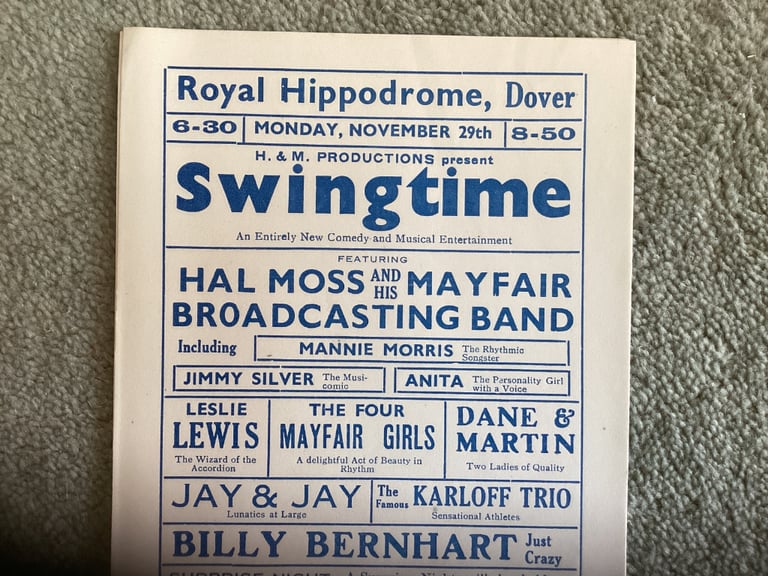 Royal Hippodrome, Dover
6-30 MONDAY, NOVEMBER 29th 8-50
H. & M. PRODUCTIONS present
Swingtime
An Entirely New Comedy and Musical Entertainment
FEATURING
HAL MOSS AND HIS MAYFAIR
BROADCASTING BAND
Including MANNIE MORRIS The Rhythmic Songster
JIMMY SILVER The Musi-comic ANITA The Personality Girl with a Voice
LESLIE
LEWIS
The Wizard of the
Accordion
THE FOUR
MAYFAIR GIRLS
A delightful Act of Beauty in
Rhythm
DANE &
MARTIN
Two Ladies of Quality
JAY & JAY
Lunatics at Large
The Famous KARLOFF TRIO
Sensational Athletes
BILLY BERNHART Just Crazy
SURPRISE NIGHT